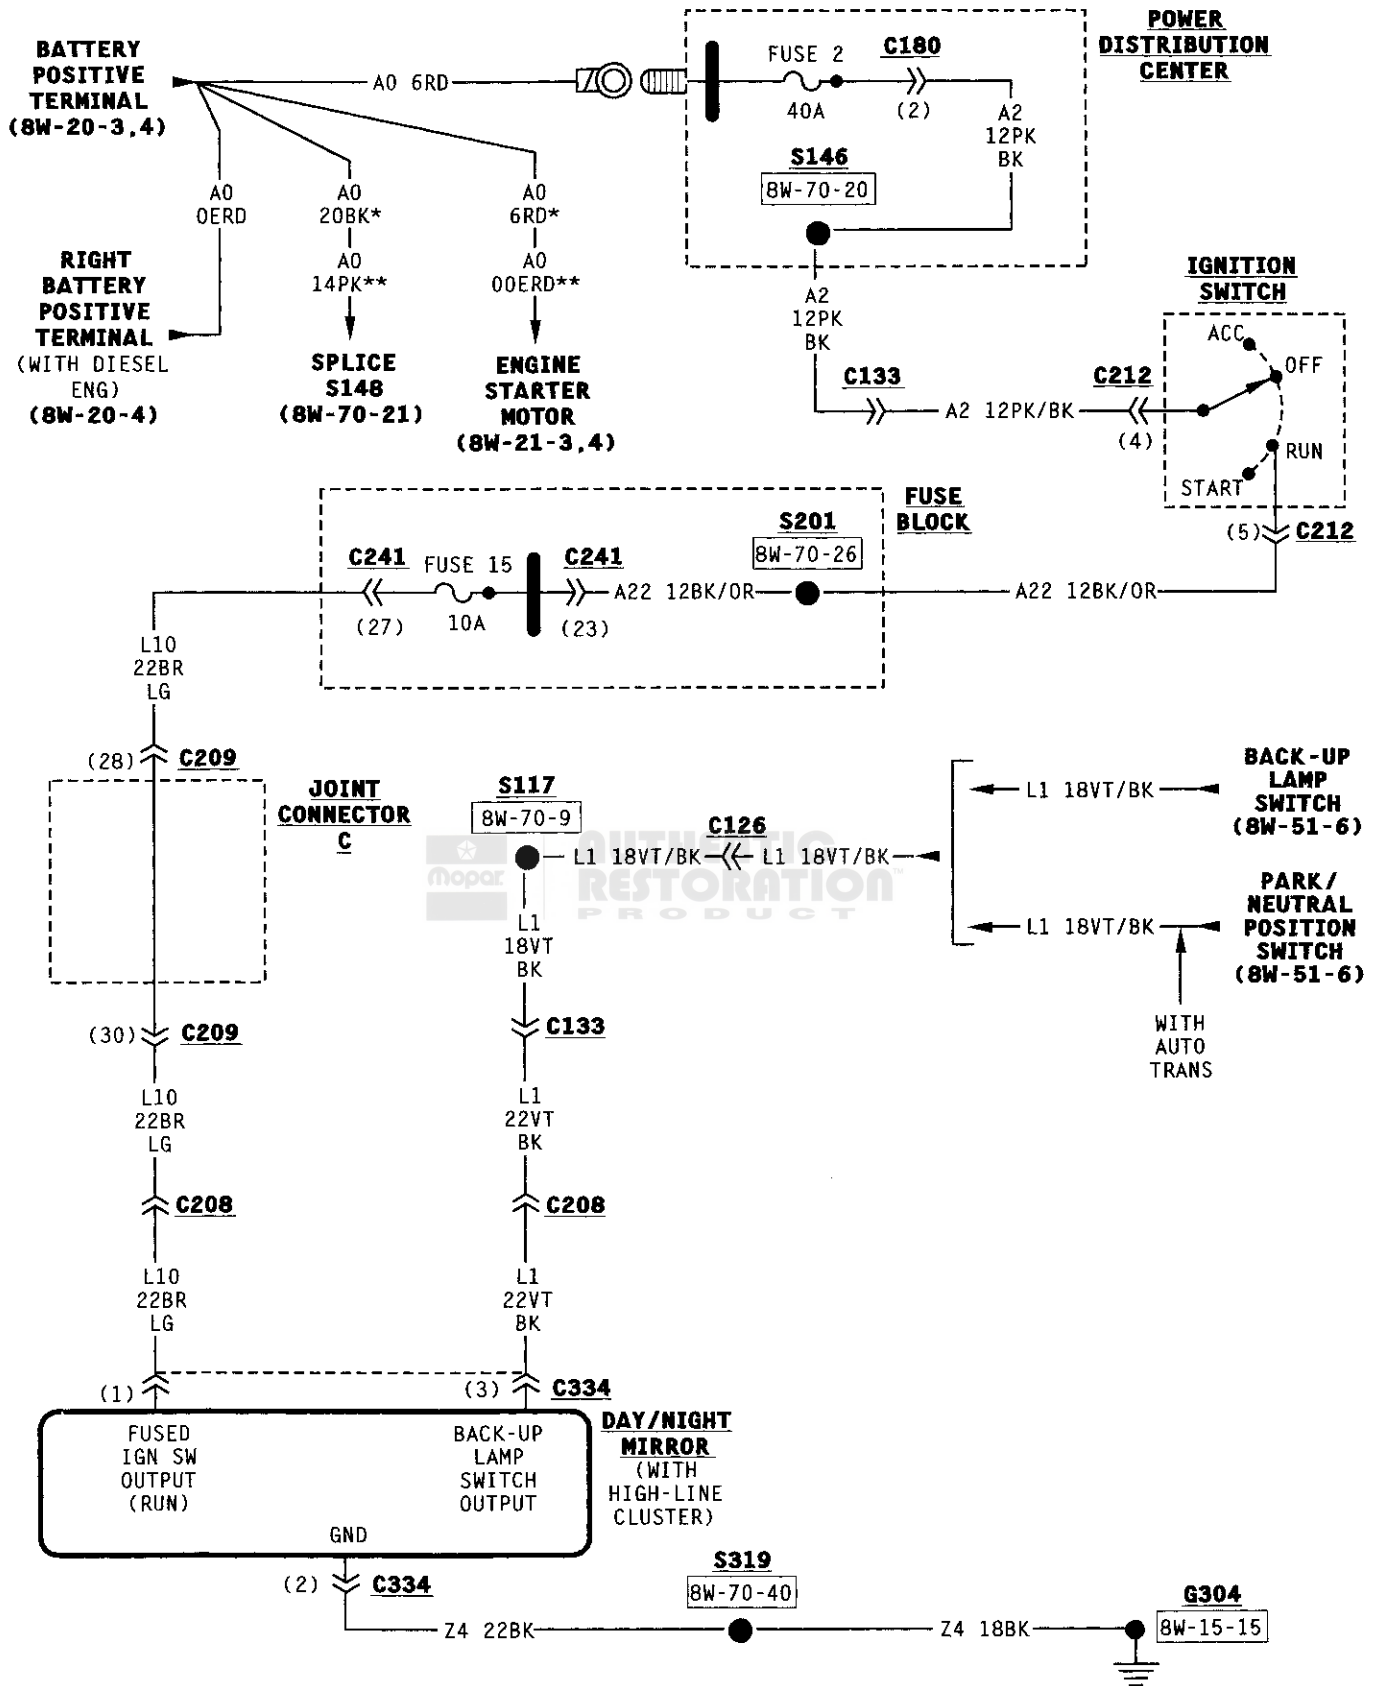 BATTERY
POSITIVE
TERMINAL
(8W-20-3,4)
A0 6RD
FUSE 2
40A
C180
(2)
POWER
DISTRIBUTION
CENTER
A2
12PK
BK
S146
8W-70-20
A0
0ERD
A0
20BK*
A0
14PK**
A0
6RD*
A0
00ERD**
RIGHT
BATTERY
POSITIVE
TERMINAL
(WITH DIESEL
ENG)
(8W-20-4)
SPLICE
S148
(8W-70-21)
ENGINE
STARTER
MOTOR
(8W-21-3,4)
A2
12PK
BK
C133
A2 12PK/BK
C212
(4)
IGNITION
SWITCH
ACC
OFF
RUN
START
(5)
C212
FUSE
BLOCK
C241
(27)
FUSE 15
10A
C241
(23)
A22 12BK/OR
S201
8W-70-26
A22 12BK/OR
L10
22BR
LG
(28)
C209
JOINT
CONNECTOR
C
(30)
C209
S117
8W-70-9
L1 18VT/BK
C126
L1 18VT/BK
Mopar
AUTHENTIC
RESTORATION™
PRODUCT
L1 18VT/BK
BACK-UP
LAMP
SWITCH
(8W-51-6)
L1 18VT/BK
PARK/
NEUTRAL
POSITION
SWITCH
(8W-51-6)
WITH
AUTO
TRANS
L1
18VT
BK
C133
L10
22BR
LG
L1
22VT
BK
C208
C208
L10
22BR
LG
L1
22VT
BK
(1)
(3)
C334
FUSED
IGN SW
OUTPUT
(RUN)
BACK-UP
LAMP
SWITCH
OUTPUT
GND
DAY/NIGHT
MIRROR
(WITH
HIGH-LINE
CLUSTER)
(2)
C334
Z4 22BK
S319
8W-70-40
Z4 18BK
G304
8W-15-15